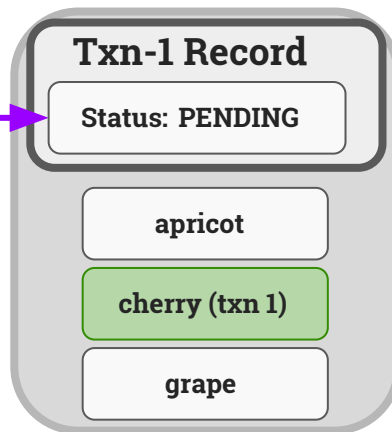 Txn-1 Record
Status: PENDING
apricot
cherry (txn 1)
grape